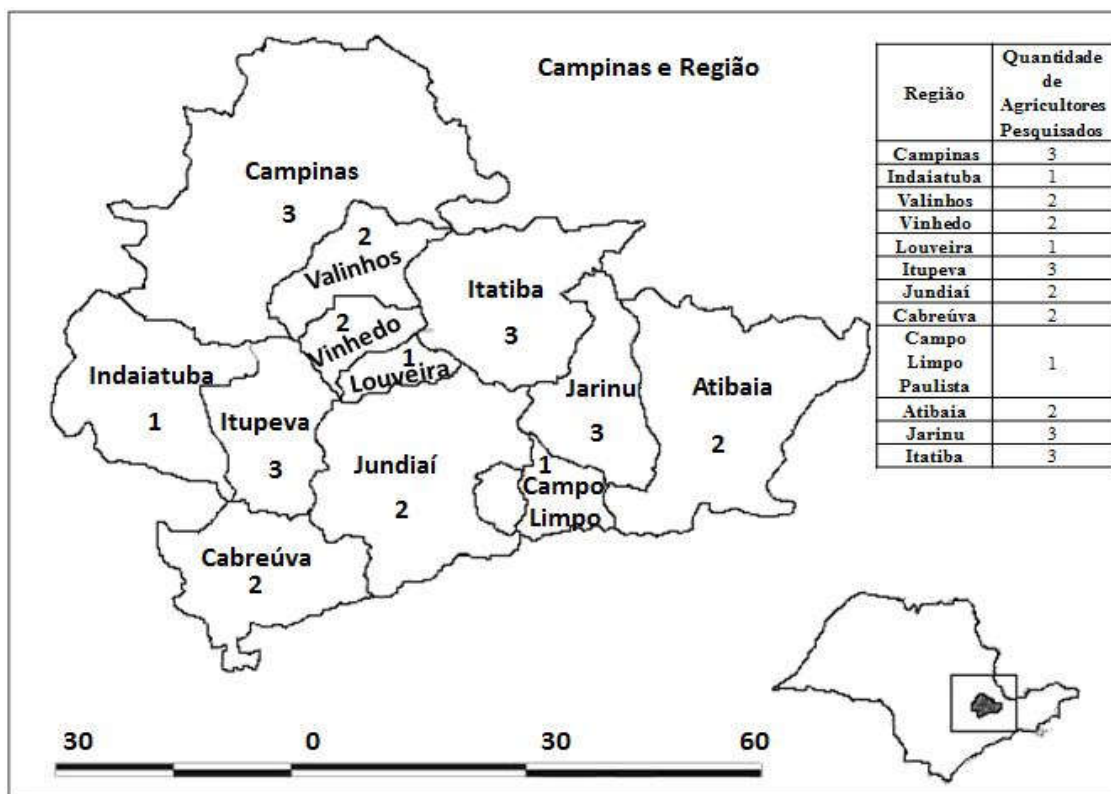 Campinas e Região
Campinas
3
2
Valinhos
2
Vinhedo
1
Louveira
Itatiba
3
Indaiatuba
1
Itupeva
3
Jundiaí
2
Jarinu
3
Atibaia
2
1
Campo
Limpo
Cabreúva
2
30 0 30 60
Região
Quantidade
de
Agricultores
Pesquisados
Campinas 3
Indaiatuba 1
Valinhos 2
Vinhedo 2
Louveira 1
Itupeva 3
Jundiaí 2
Cabreúva 2
Campo
Limpo 1
Paulista
Atibaia 2
Jarinu 3
Itatiba 3